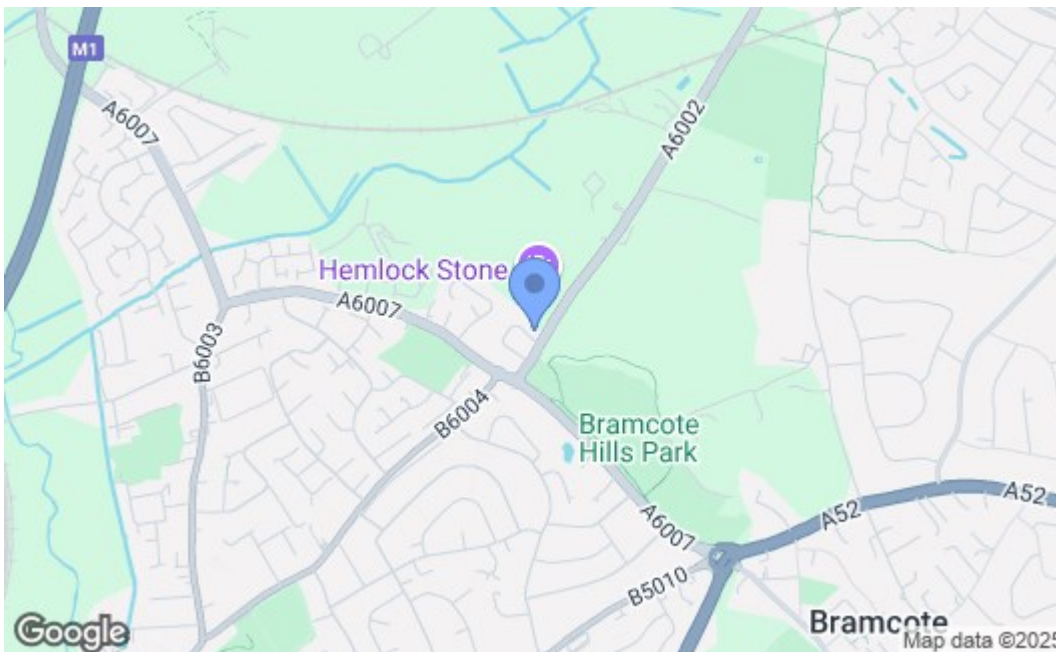 M1
A6007
A6002
Hemlock Stone
A6007
B6003
B6004
Bramcote
Hills Park
A6007
A52
A52
B5010
Bramcote
Google
Map data ©2025